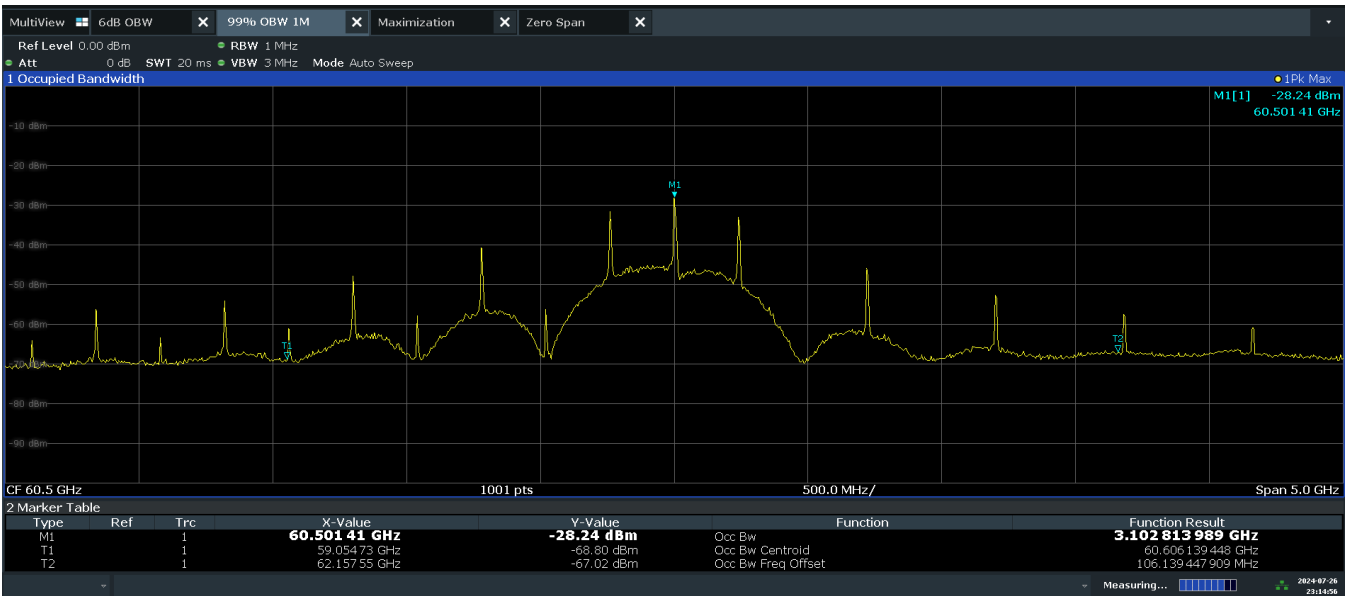 MultiView 6dB OBW X 99% OBW 1M X Maximization X Zero Span X
Ref Level 0.00 dBm RBW 1 MHz
Att 0 dB SWT 20 ms VBW 3 MHz Mode Auto Sweep
1 Occupied Bandwidth 1Pk Max
M1[1] -28.24 dBm
60.501 41 GHz
-10 dBm
-20 dBm
M1
-30 dBm
-40 dBm
-50 dBm
-60 dBm
T1
T2
-70 dBm
-80 dBm
-90 dBm
CF 60.5 GHz 1001 pts 500.0 MHz/ Span 5.0 GHz
2 Marker Table
Type Ref Trc X-Value Y-Value Function Function Result
M1 1 60.501 41 GHz -28.24 dBm Occ Bw 3.102 813 989 GHz
T1 1 59.054 73 GHz -68.80 dBm Occ Bw Centroid 60.606 139 448 GHz
T2 1 62.157 55 GHz -67.02 dBm Occ Bw Freq Offset 106.139 447 909 MHz
Measuring... 2024-07-26
23:14:56